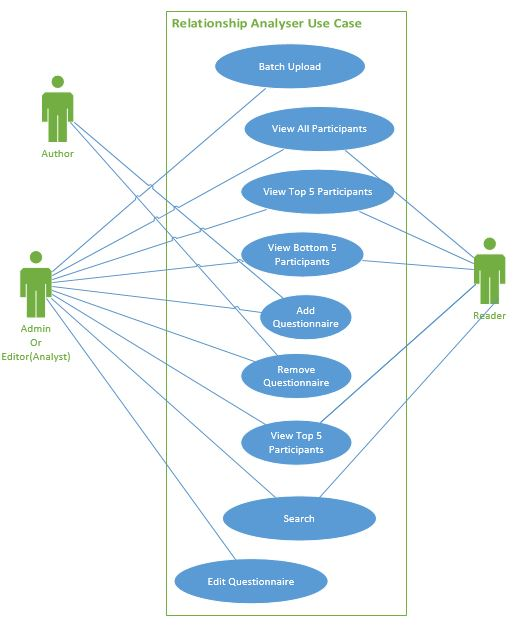 Relationship Analyser Use Case
Batch Upload
View All Participants
Author
View Top 5 Participants
View Bottom 5
Participants
Admin
Or
Editor(Analyst)
Reader
Add
Questionnaire
Remove
Questionnaire
View Top 5
Participants
Search
Edit Questionnaire